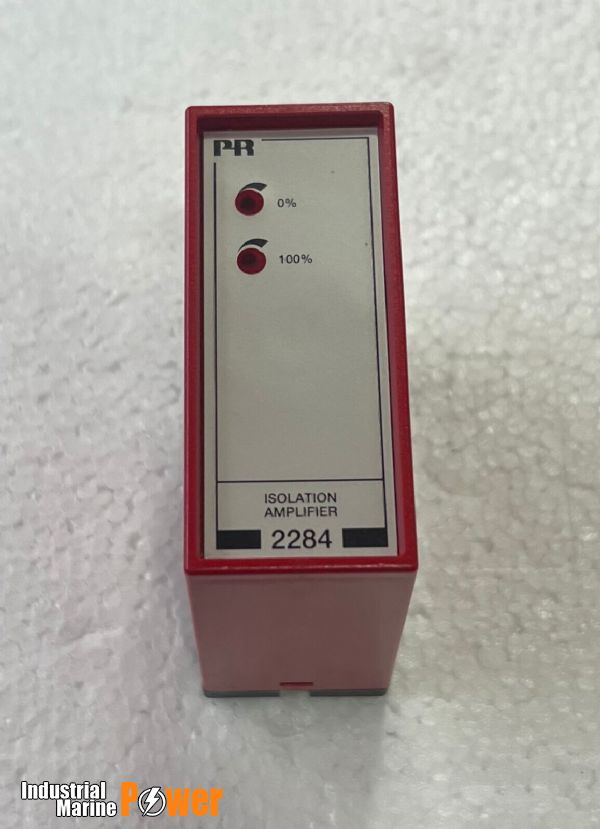 PR
0%
100%
ISOLATION
AMPLIFIER
2284
Industrial
Marine Power